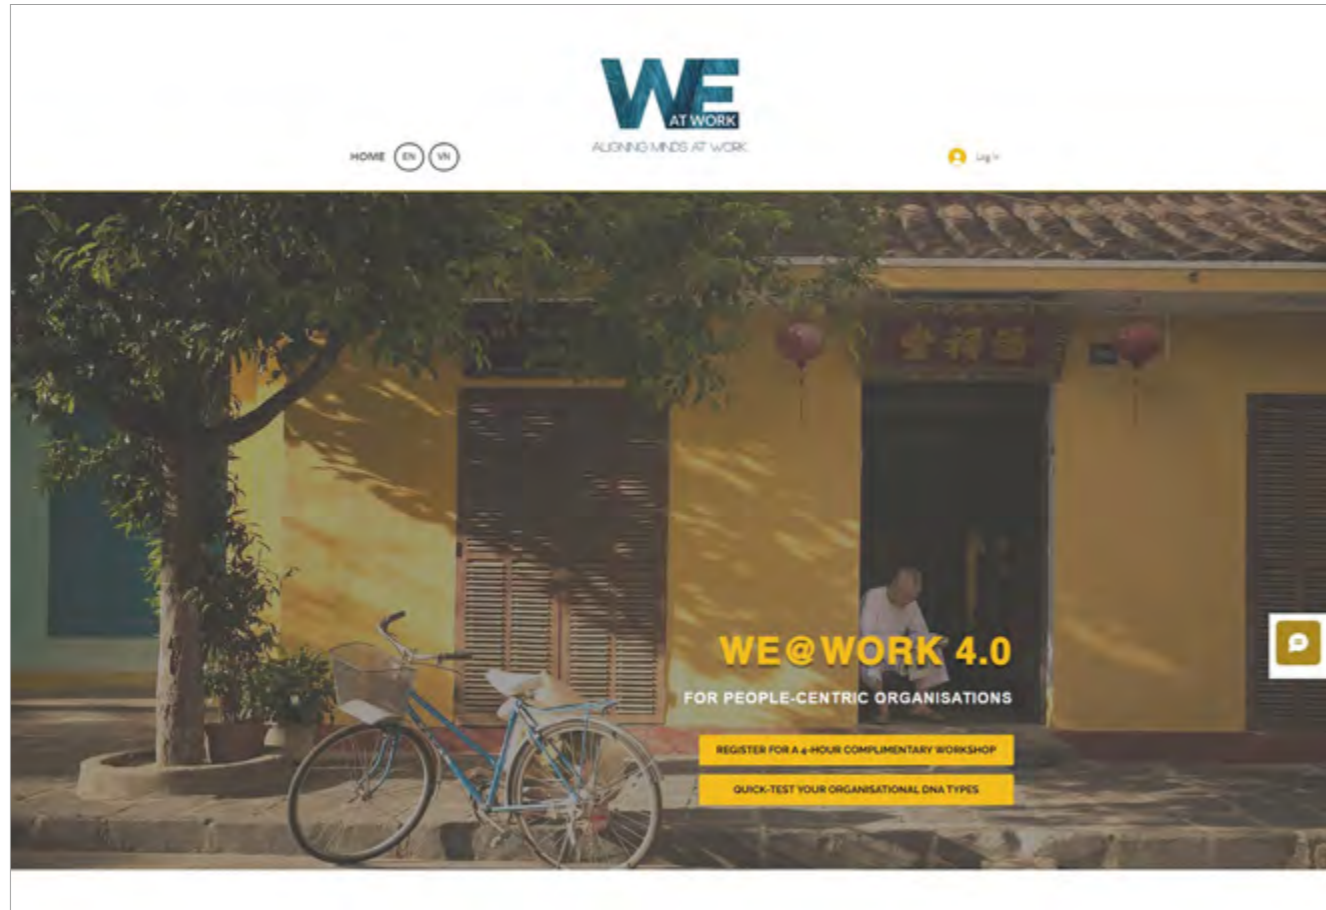 WE
AT WORK
ALIGNING MINDS AT WORK
HOME EN VN
Log In
WE@WORK 4.0
FOR PEOPLE-CENTRIC ORGANISATIONS
REGISTER FOR A 4-HOUR COMPLIMENTARY WORKSHOP
QUICK-TEST YOUR ORGANISATIONAL DNA TYPES